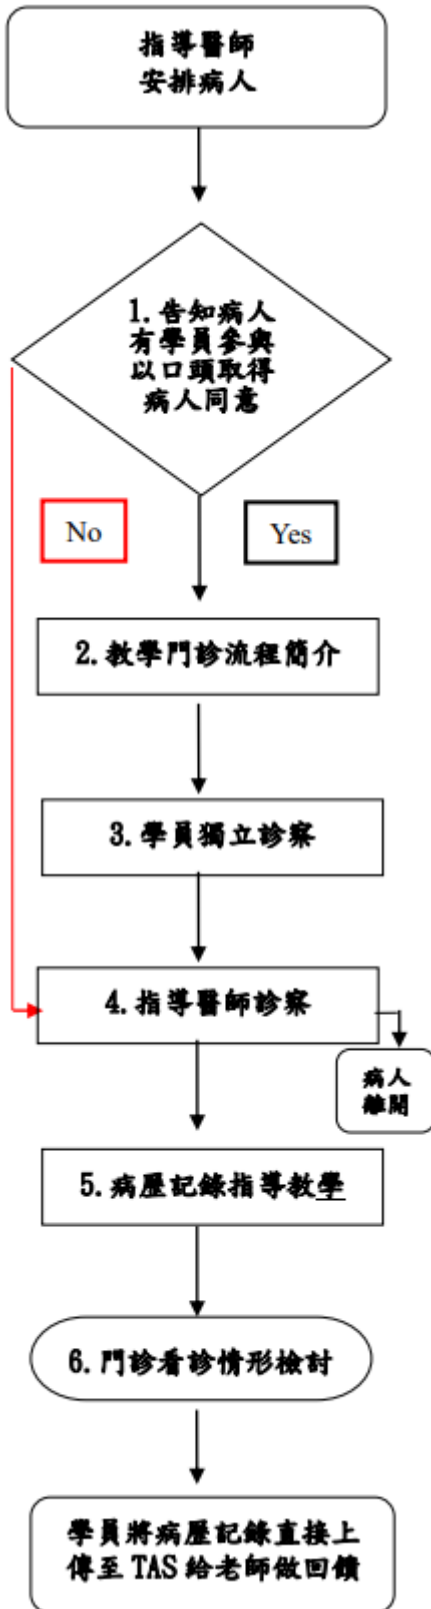 指導醫師
安排病人
1.告知病人
有學員參與
以口頭取得
病人同意
No
Yes
2.教學門診流程簡介
3.學員獨立診察
4.指導醫師診察
病人
離開
5.病歷記錄指導教學
6.門診看診情形檢討
學員將病歷記錄直接上
傳至 TAS 給老師做回饋